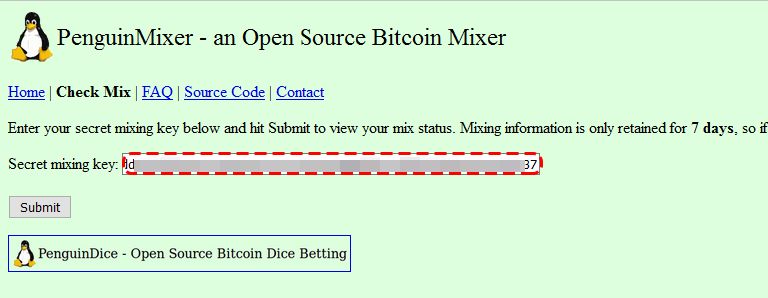 PenguinMixer - an Open Source Bitcoin Mixer
Home | Check Mix | FAQ | Source Code | Contact
Enter your secret mixing key below and hit Submit to view your mix status. Mixing information is only retained for 7 days, so if
Secret mixing key: 37
Submit
PenguinDice - Open Source Bitcoin Dice Betting